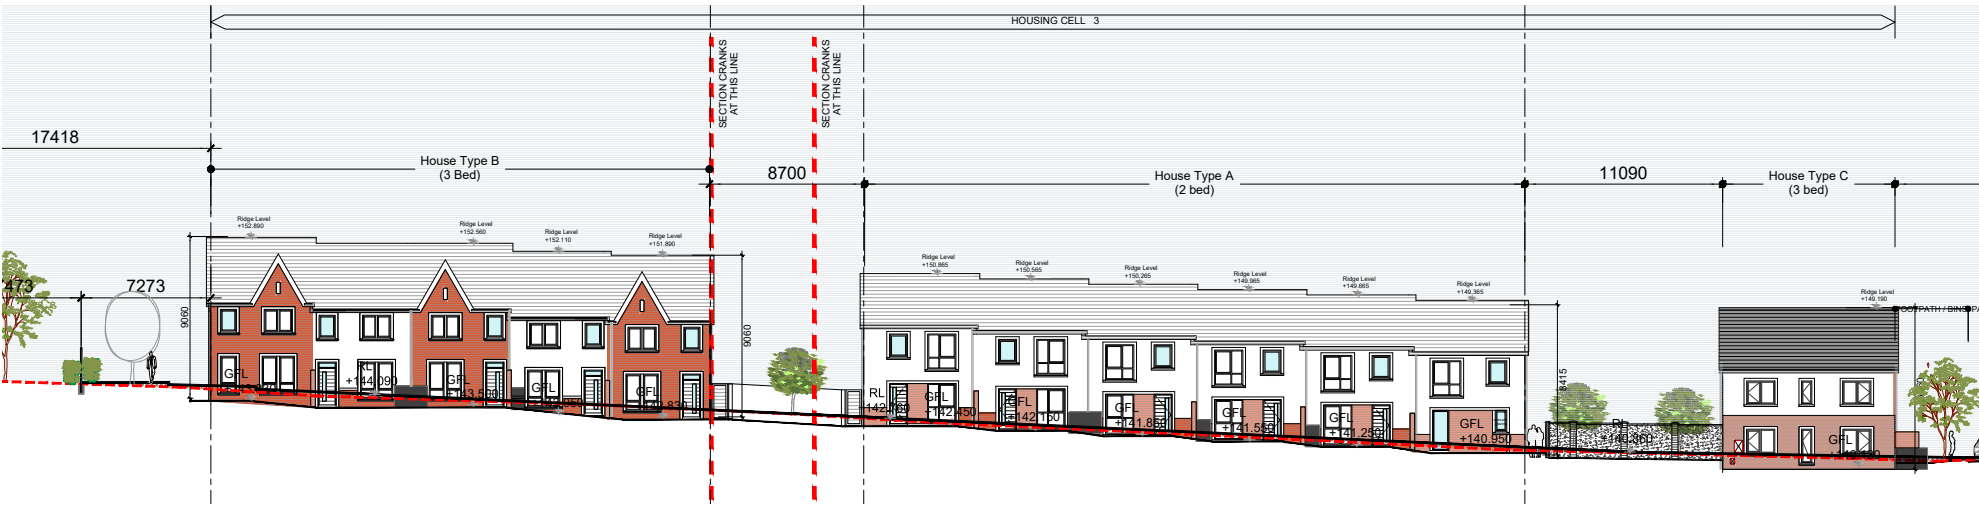 HOUSING CELL 3
SECTION CRANKS
AT THIS LINE
SECTION CRANKS
AT THIS LINE
17418
House Type B
(3 Bed)
8700
House Type A
(2 bed)
11090
House Type C
(3 bed)
Ridge Level
+152.890
Ridge Level
+152.560
Ridge Level
+152.110
Ridge Level
+151.890
Ridge Level
+150.865
Ridge Level
+150.565
Ridge Level
+150.265
Ridge Level
+149.965
Ridge Level
+149.665
Ridge Level
+149.365
Ridge Level
+149.190
473
7273
9060
9060
8415
FOOTPATH / BINS
GFL
RL
+144.090
GFL
GFL
GFL
RL
GFL
+142.450
GFL
+142.150
GFL
+141.850
GFL
+141.550
GFL
+141.250
GFL
+140.950
RL
GFL